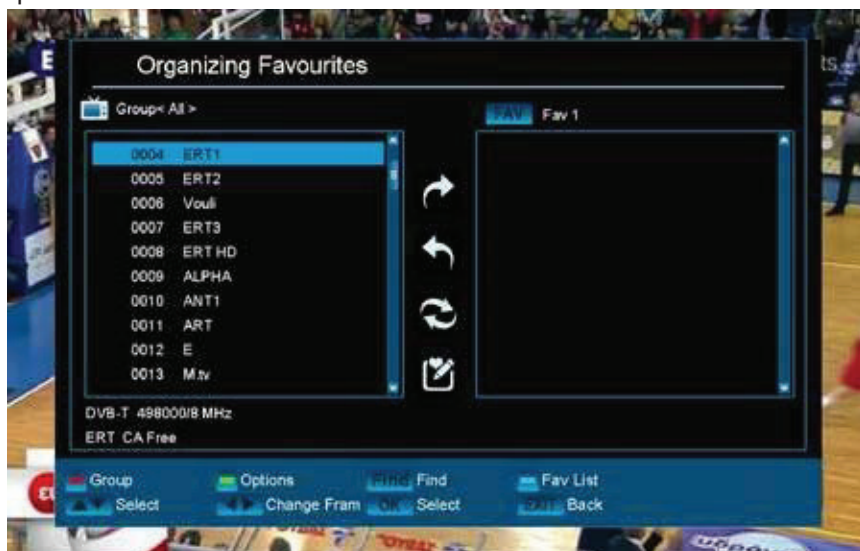 Organizing Favourites
Group< All >
FAV Fav 1
0004 ERT1
0005 ERT2
0006 Vouli
0007 ERT3
0008 ERT HD
0009 ALPHA
0010 ANT1
0011 ART
0012 E
0013 M.tv
DVB-T 498000/8 MHz
ERT CA Free
Group Options Find Find Fav List
Select Change Fram OK Select EXIT Back